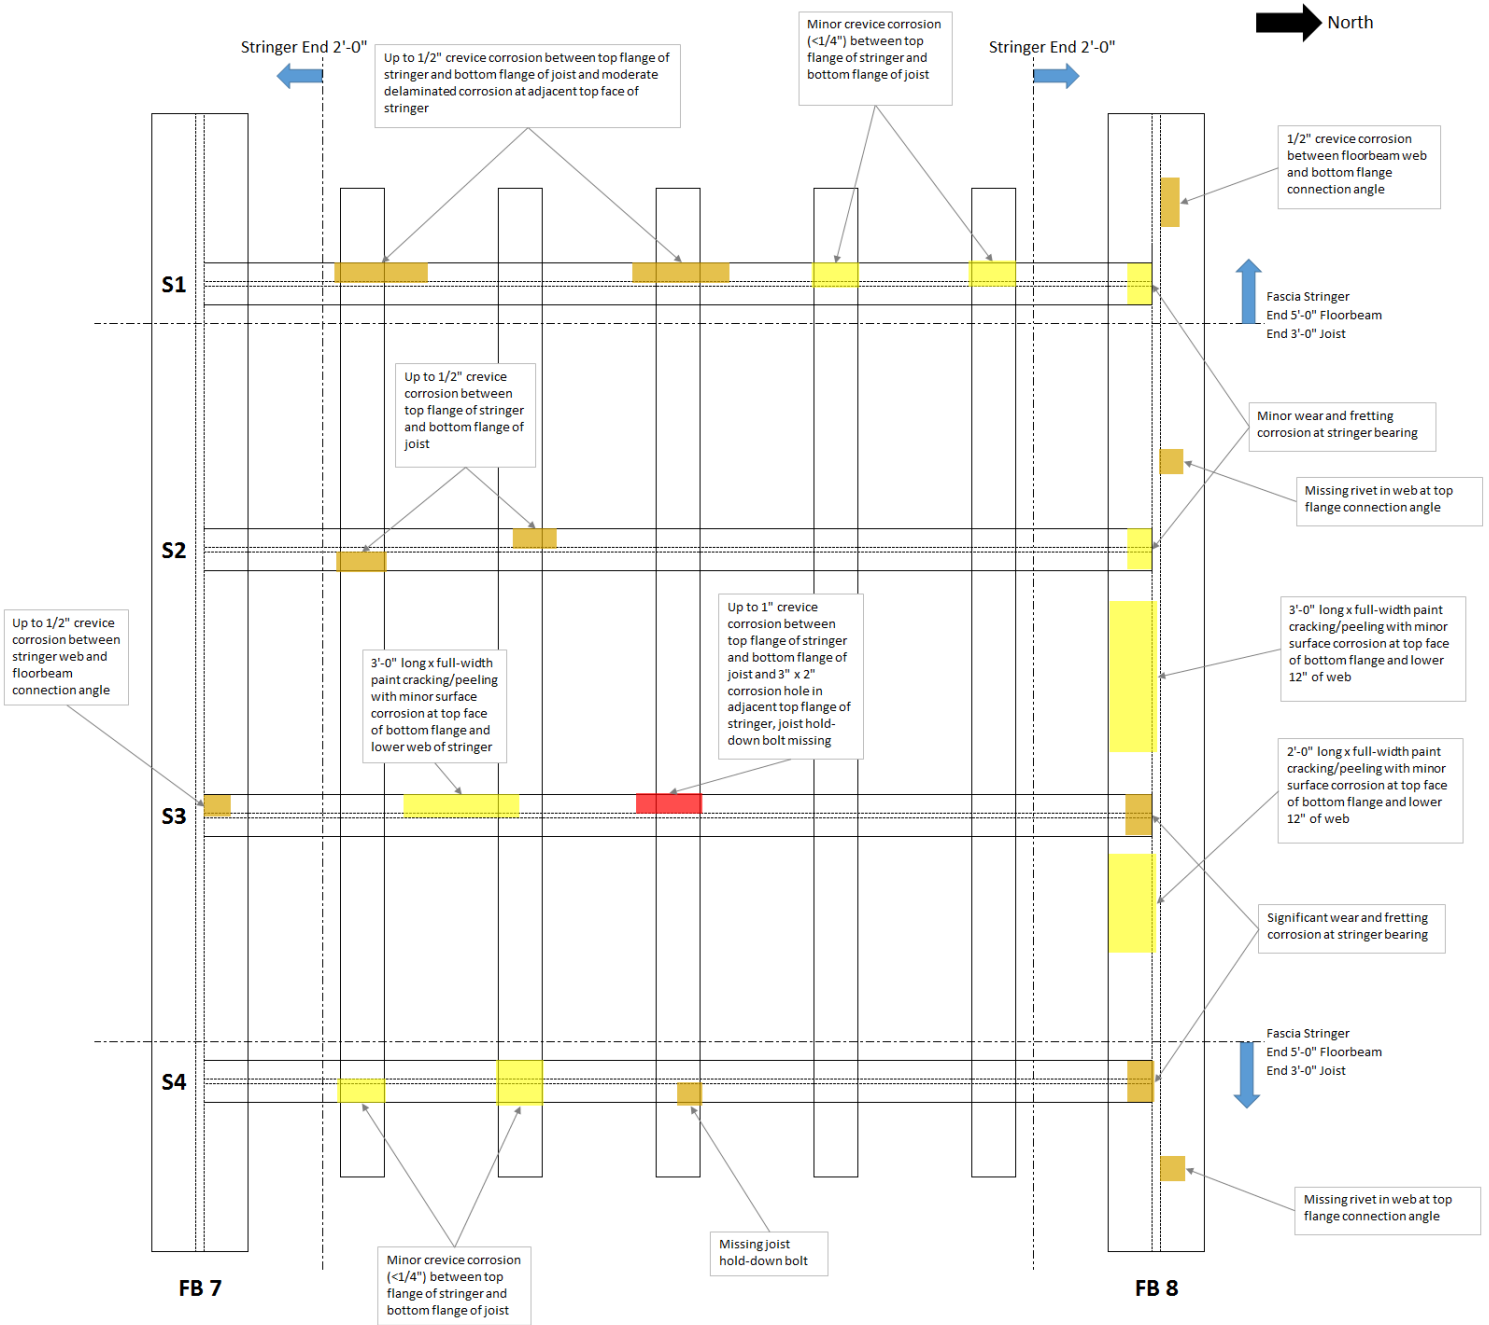 North
Stringer End 2'-0"
Up to 1/2" crevice corrosion between top flange of
stringer and bottom flange of joist and moderate
delaminated corrosion at adjacent top face of
stringer
Minor crevice corrosion
(<1/4") between top
flange of stringer and
bottom flange of joist
Stringer End 2'-0"
1/2" crevice corrosion
between floorbeam web
and bottom flange
connection angle
S1
Fascia Stringer
End 5'-0" Floorbeam
End 3'-0" Joist
Up to 1/2" crevice
corrosion between
top flange of stringer
and bottom flange of
joist
Minor wear and fretting
corrosion at stringer bearing
Missing rivet in web at top
flange connection angle
S2
Up to 1/2" crevice
corrosion between
stringer web and
floorbeam
connection angle
3'-0" long x full-width
paint cracking/peeling
with minor surface
corrosion at top face
of bottom flange and
lower web of stringer
Up to 1" crevice
corrosion between
top flange of stringer
and bottom flange of
joist and 3" x 2"
corrosion hole in
adjacent top flange of
stringer, joist hold-
down bolt missing
3'-0" long x full-width paint
cracking/peeling with minor
surface corrosion at top face
of bottom flange and lower
12" of web
2'-0" long x full-width paint
cracking/peeling with minor
surface corrosion at top face
of bottom flange and lower
12" of web
S3
Significant wear and fretting
corrosion at stringer bearing
Fascia Stringer
End 5'-0" Floorbeam
End 3'-0" Joist
S4
Missing rivet in web at top
flange connection angle
Missing joist
hold-down bolt
Minor crevice corrosion
(<1/4") between top
flange of stringer and
bottom flange of joist
FB 7
FB 8